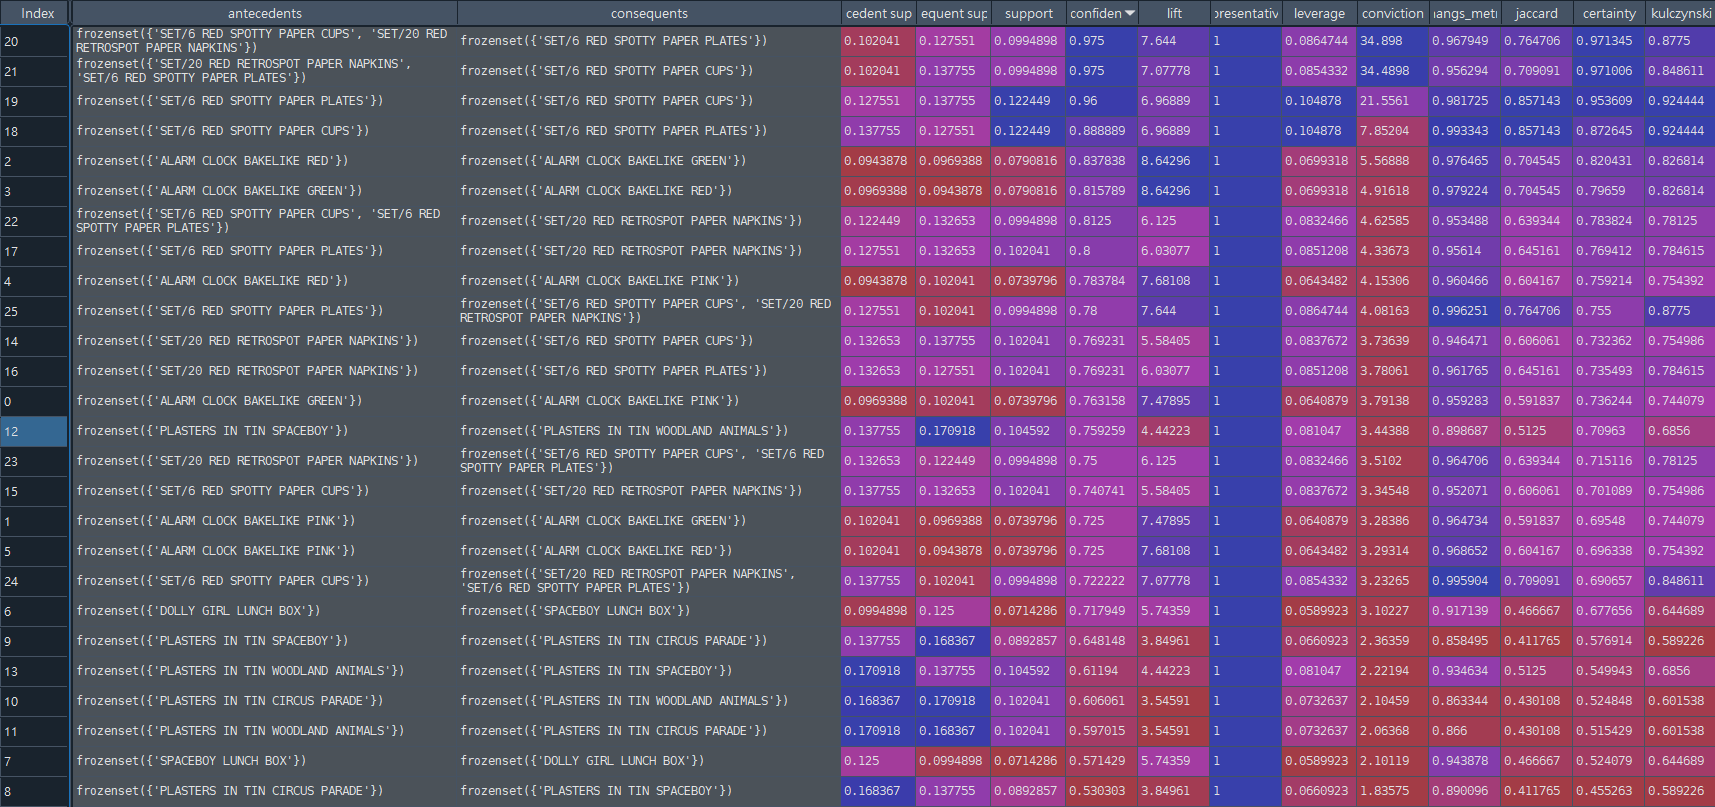 Index antecedents consequents cedent sup equent sup support confiden lift presentativ leverage conviction hangs_metr jaccard certainty kulczynski
20 frozenset({'SET/6 RED SPOTTY PAPER CUPS', 'SET/20 RED RETROSPOT PAPER NAPKINS'}) frozenset({'SET/6 RED SPOTTY PAPER PLATES'}) 0.102041 0.127551 0.0994898 0.975 7.644 1 0.0864744 34.898 0.967949 0.764706 0.971345 0.8775
21 frozenset({'SET/20 RED RETROSPOT PAPER NAPKINS', 'SET/6 RED SPOTTY PAPER PLATES'}) frozenset({'SET/6 RED SPOTTY PAPER CUPS'}) 0.102041 0.137755 0.0994898 0.975 7.07778 1 0.0854332 34.4898 0.956294 0.709091 0.971006 0.848611
19 frozenset({'SET/6 RED SPOTTY PAPER PLATES'}) frozenset({'SET/6 RED SPOTTY PAPER CUPS'}) 0.127551 0.137755 0.122449 0.96 6.96889 1 0.104878 21.5561 0.981725 0.857143 0.953609 0.924444
18 frozenset({'SET/6 RED SPOTTY PAPER CUPS'}) frozenset({'SET/6 RED SPOTTY PAPER PLATES'}) 0.137755 0.127551 0.122449 0.888889 6.96889 1 0.104878 7.85204 0.993343 0.857143 0.872645 0.924444
2 frozenset({'ALARM CLOCK BAKELIKE RED'}) frozenset({'ALARM CLOCK BAKELIKE GREEN'}) 0.0943878 0.0969388 0.0790816 0.837838 8.64296 1 0.0699318 5.56888 0.976465 0.704545 0.820431 0.826814
3 frozenset({'ALARM CLOCK BAKELIKE GREEN'}) frozenset({'ALARM CLOCK BAKELIKE RED'}) 0.0969388 0.0943878 0.0790816 0.815789 8.64296 1 0.0699318 4.91618 0.979224 0.704545 0.79659 0.826814
22 frozenset({'SET/6 RED SPOTTY PAPER CUPS', 'SET/6 RED SPOTTY PAPER PLATES'}) frozenset({'SET/20 RED RETROSPOT PAPER NAPKINS'}) 0.122449 0.132653 0.0994898 0.8125 6.125 1 0.0832466 4.62585 0.953488 0.639344 0.783824 0.78125
17 frozenset({'SET/6 RED SPOTTY PAPER PLATES'}) frozenset({'SET/20 RED RETROSPOT PAPER NAPKINS'}) 0.127551 0.132653 0.102041 0.8 6.03077 1 0.0851208 4.33673 0.95614 0.645161 0.769412 0.784615
4 frozenset({'ALARM CLOCK BAKELIKE RED'}) frozenset({'ALARM CLOCK BAKELIKE PINK'}) 0.0943878 0.102041 0.0739796 0.783784 7.68108 1 0.0643482 4.15306 0.960466 0.604167 0.759214 0.754392
25 frozenset({'SET/6 RED SPOTTY PAPER PLATES'}) frozenset({'SET/6 RED SPOTTY PAPER CUPS', 'SET/20 RED RETROSPOT PAPER NAPKINS'}) 0.127551 0.102041 0.0994898 0.78 7.644 1 0.0864744 4.08163 0.996251 0.764706 0.755 0.8775
14 frozenset({'SET/20 RED RETROSPOT PAPER NAPKINS'}) frozenset({'SET/6 RED SPOTTY PAPER CUPS'}) 0.132653 0.137755 0.102041 0.769231 5.58405 1 0.0837672 3.73639 0.946471 0.606061 0.732362 0.754986
16 frozenset({'SET/20 RED RETROSPOT PAPER NAPKINS'}) frozenset({'SET/6 RED SPOTTY PAPER PLATES'}) 0.132653 0.127551 0.102041 0.769231 6.03077 1 0.0851208 3.78061 0.961765 0.645161 0.735493 0.784615
0 frozenset({'ALARM CLOCK BAKELIKE GREEN'}) frozenset({'ALARM CLOCK BAKELIKE PINK'}) 0.0969388 0.102041 0.0739796 0.763158 7.47895 1 0.0640879 3.79138 0.959283 0.591837 0.736244 0.744079
12 frozenset({'PLASTERS IN TIN SPACEBOY'}) frozenset({'PLASTERS IN TIN WOODLAND ANIMALS'}) 0.137755 0.170918 0.104592 0.759259 4.44223 1 0.081047 3.44388 0.898687 0.5125 0.70963 0.6856
23 frozenset({'SET/20 RED RETROSPOT PAPER NAPKINS'}) frozenset({'SET/6 RED SPOTTY PAPER CUPS', 'SET/6 RED SPOTTY PAPER PLATES'}) 0.132653 0.122449 0.0994898 0.75 6.125 1 0.0832466 3.5102 0.964706 0.639344 0.715116 0.78125
15 frozenset({'SET/6 RED SPOTTY PAPER CUPS'}) frozenset({'SET/20 RED RETROSPOT PAPER NAPKINS'}) 0.137755 0.132653 0.102041 0.740741 5.58405 1 0.0837672 3.34548 0.952071 0.606061 0.701089 0.754986
1 frozenset({'ALARM CLOCK BAKELIKE PINK'}) frozenset({'ALARM CLOCK BAKELIKE GREEN'}) 0.102041 0.0969388 0.0739796 0.725 7.47895 1 0.0640879 3.28386 0.964734 0.591837 0.69548 0.744079
5 frozenset({'ALARM CLOCK BAKELIKE PINK'}) frozenset({'ALARM CLOCK BAKELIKE RED'}) 0.102041 0.0943878 0.0739796 0.725 7.68108 1 0.0643482 3.29314 0.968652 0.604167 0.696338 0.754392
24 frozenset({'SET/6 RED SPOTTY PAPER CUPS'}) frozenset({'SET/20 RED RETROSPOT PAPER NAPKINS', 'SET/6 RED SPOTTY PAPER PLATES'}) 0.137755 0.102041 0.0994898 0.722222 7.07778 1 0.0854332 3.23265 0.995904 0.709091 0.690657 0.848611
6 frozenset({'DOLLY GIRL LUNCH BOX'}) frozenset({'SPACEBOY LUNCH BOX'}) 0.0994898 0.125 0.0714286 0.717949 5.74359 1 0.0589923 3.10227 0.917139 0.466667 0.677656 0.644689
9 frozenset({'PLASTERS IN TIN SPACEBOY'}) frozenset({'PLASTERS IN TIN CIRCUS PARADE'}) 0.137755 0.168367 0.0892857 0.648148 3.84961 1 0.0660923 2.36359 0.858495 0.411765 0.576914 0.589226
13 frozenset({'PLASTERS IN TIN WOODLAND ANIMALS'}) frozenset({'PLASTERS IN TIN SPACEBOY'}) 0.170918 0.137755 0.104592 0.61194 4.44223 1 0.081047 2.22194 0.934634 0.5125 0.549943 0.6856
10 frozenset({'PLASTERS IN TIN CIRCUS PARADE'}) frozenset({'PLASTERS IN TIN WOODLAND ANIMALS'}) 0.168367 0.170918 0.102041 0.606061 3.54591 1 0.0732637 2.10459 0.863344 0.430108 0.524848 0.601538
11 frozenset({'PLASTERS IN TIN WOODLAND ANIMALS'}) frozenset({'PLASTERS IN TIN CIRCUS PARADE'}) 0.170918 0.168367 0.102041 0.597015 3.54591 1 0.0732637 2.06368 0.866 0.430108 0.515429 0.601538
7 frozenset({'SPACEBOY LUNCH BOX'}) frozenset({'DOLLY GIRL LUNCH BOX'}) 0.125 0.0994898 0.0714286 0.571429 5.74359 1 0.0589923 2.10119 0.943878 0.466667 0.524079 0.644689
8 frozenset({'PLASTERS IN TIN CIRCUS PARADE'}) frozenset({'PLASTERS IN TIN SPACEBOY'}) 0.168367 0.137755 0.0892857 0.530303 3.84961 1 0.0660923 1.83575 0.890096 0.411765 0.455263 0.589226